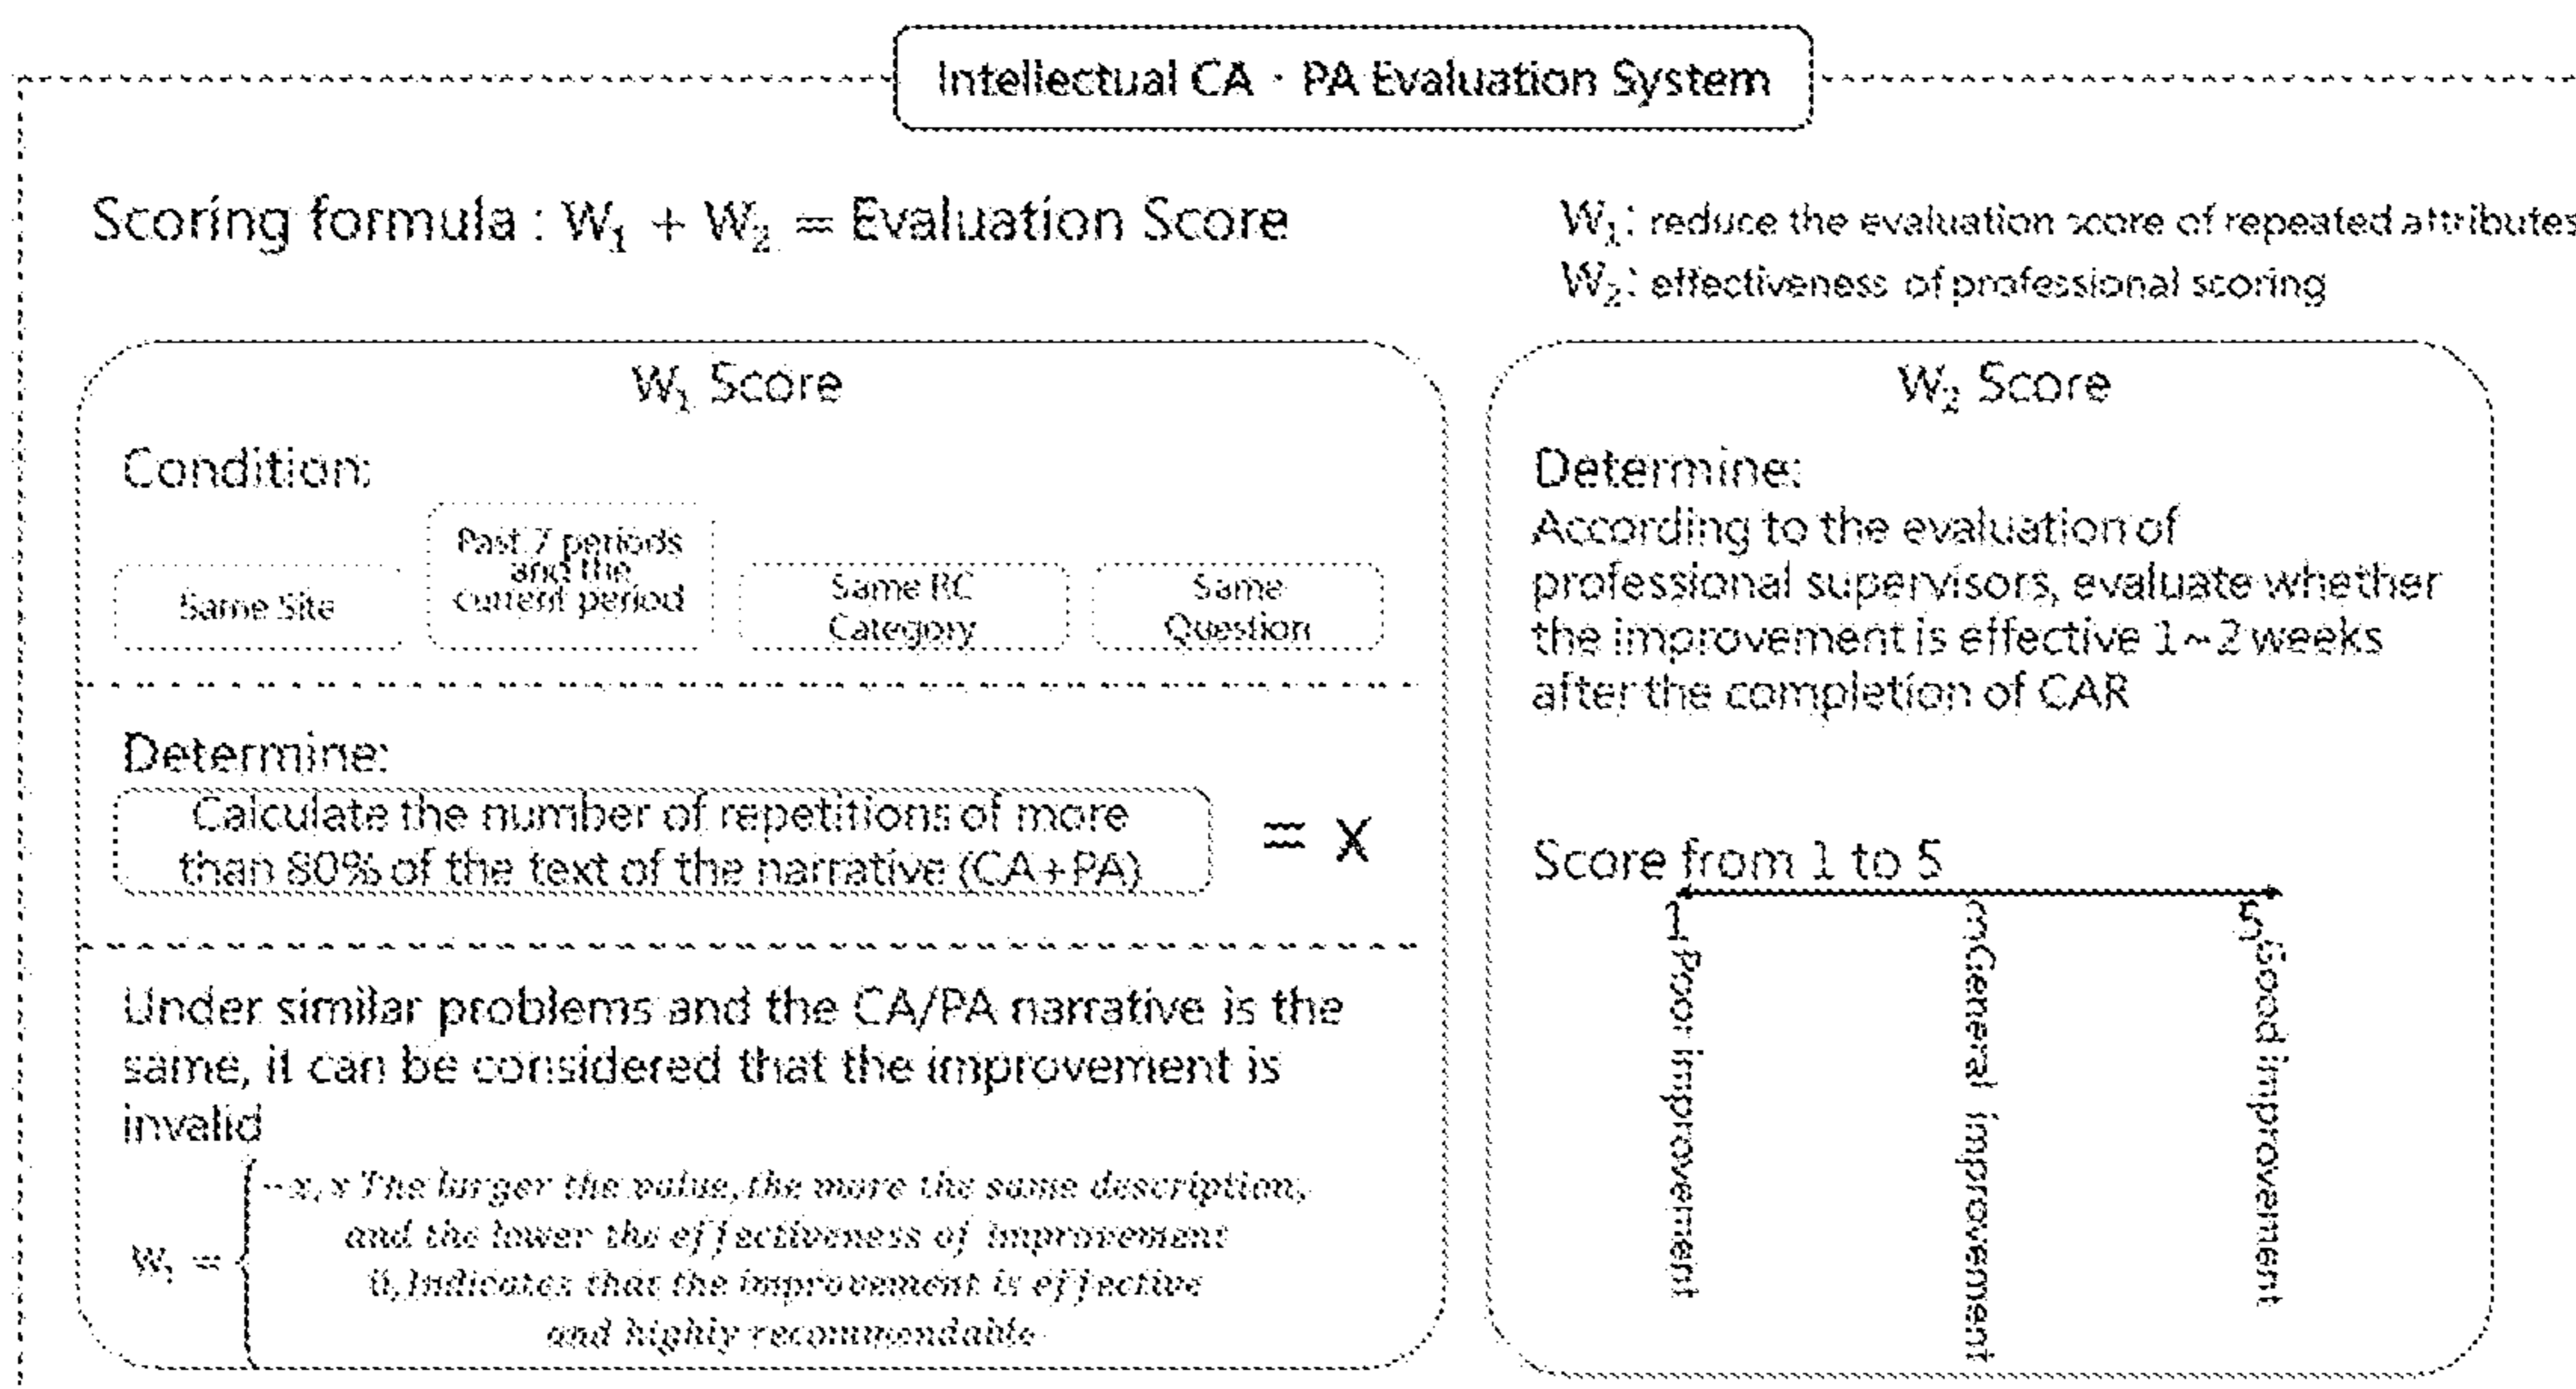 Intellectual CA · PA Evaluation System
Scoring formula : W₁ + W₂ = Evaluation Score
W₁: reduce the evaluation score of repeated attributes
W₂: effectiveness of professional scoring
W₁ Score
Condition:
Same Site
Past 7 periods
and the
current period
Same RC
Category
Same
Question
Determine:
Calculate the number of repetitions of more
than 80% of the text of the narrative (CA+PA)
= x
Under similar problems and the CA/PA narrative is the
same, it can be considered that the improvement is
invalid
W₁ =
−x, x The larger the value, the more the same description,
and the lower the effectiveness of improvement
0, Indicates that the improvement is effective
and highly recommendable
W₂ Score
Determine:
According to the evaluation of
professional supervisors, evaluate whether
the improvement is effective 1~2 weeks
after the completion of CAR
Score from 1 to 5
1 Poor improvement
3 General improvement
5 Good improvement